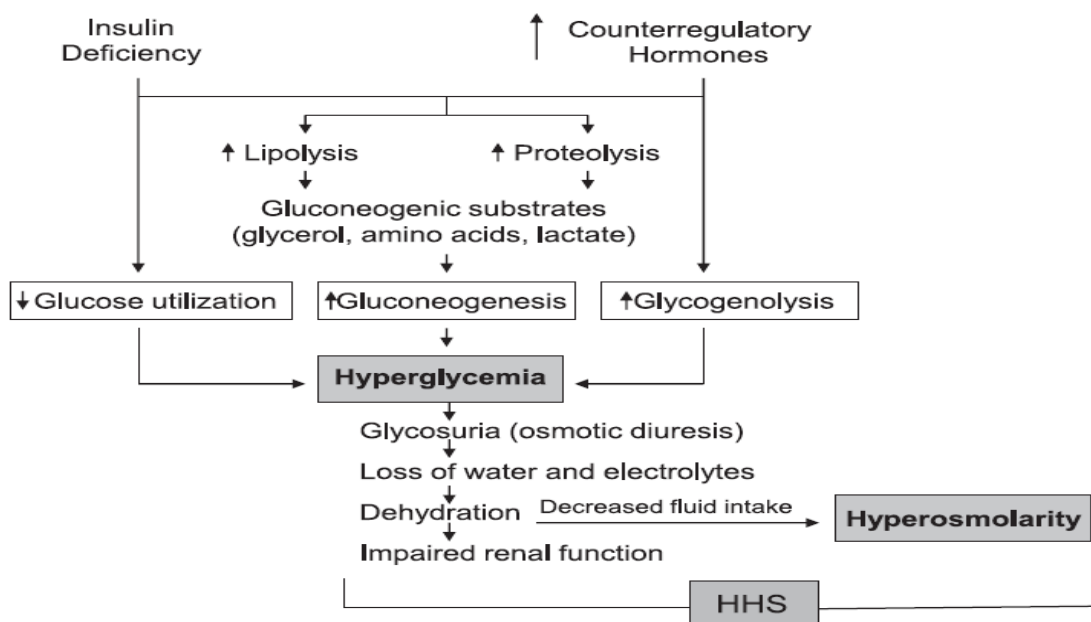 Insulin
Deficiency
↑ Counterregulatory
Hormones
↑ Lipolysis
↑ Proteolysis
Gluconeogenic substrates
(glycerol, amino acids, lactate)
↓ Glucose utilization
↑Gluconeogenesis
↑Glycogenolysis
Hyperglycemia
Glycosuria (osmotic diuresis)
Loss of water and electrolytes
Dehydration
Decreased fluid intake
Hyperosmolarity
Impaired renal function
HHS